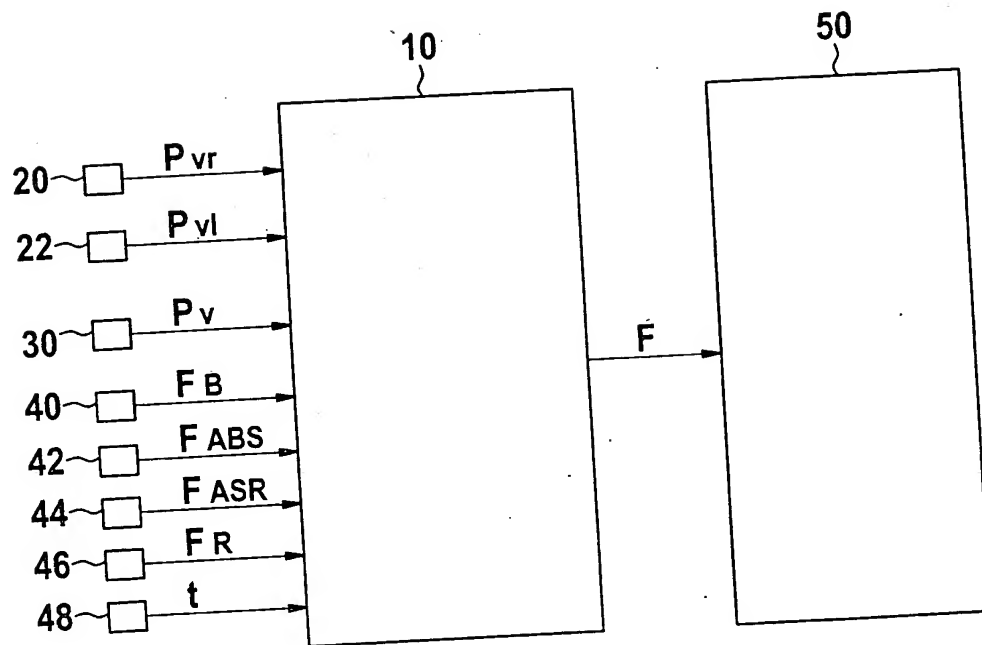 10
50
20 P vr
22 P vl
30 P v
F
40 F B
42 F ABS
44 F ASR
46 F R
48 t